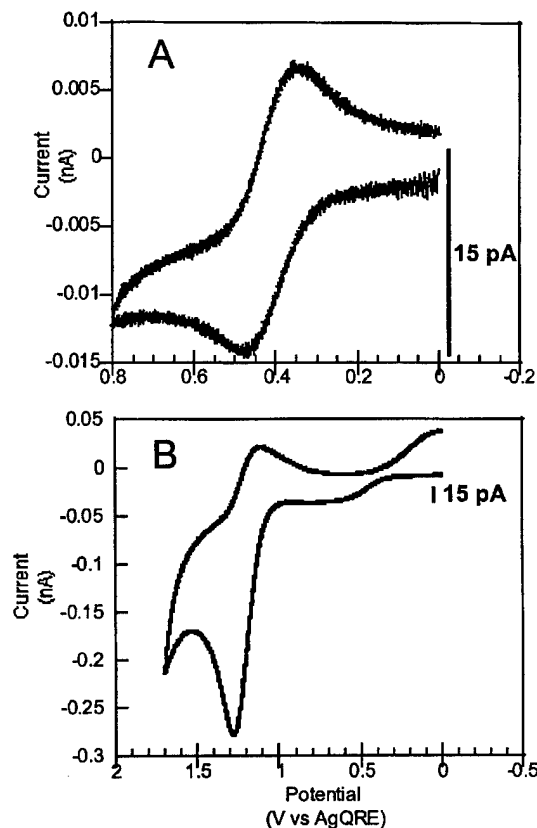 A
0.01
0.005
0
-0.005
-0.01
-0.015
Current
(nA)
15 pA
0.8 0.6 0.4 0.2 0 -0.2
B
0.05
0
-0.05
-0.1
-0.15
-0.2
-0.25
-0.3
Current
(nA)
15 pA
2 1.5 1 0.5 0 -0.5
Potential
(V vs AgQRE)